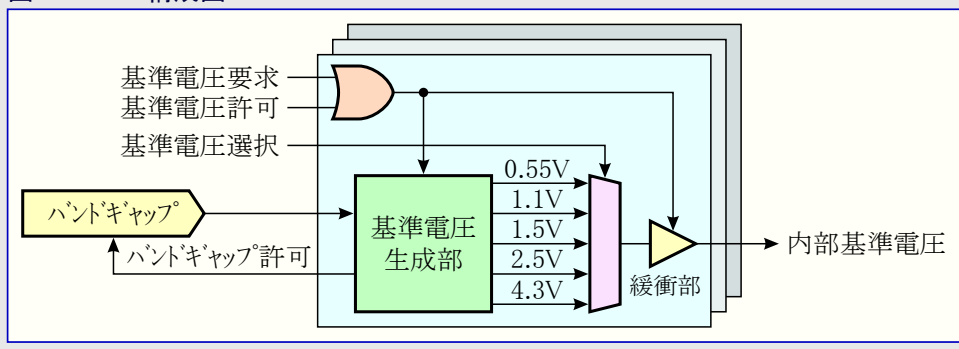 基準電圧要求
基準電圧許可
基準電圧選択
バンドギャップ
バンドギャップ許可
基準電圧
生成部
0.55V
1.1V
1.5V
2.5V
4.3V
緩衝部
内部基準電圧